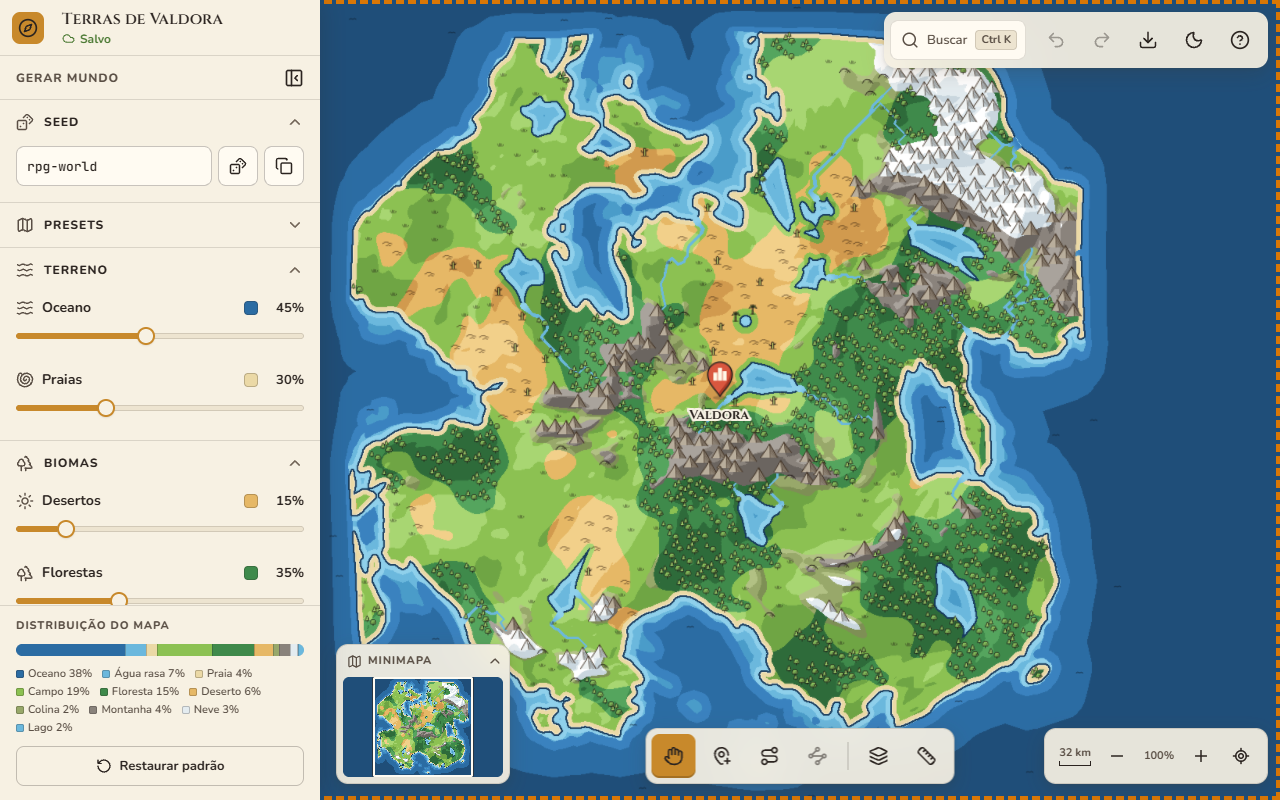 Terras de Valdora
Salvo
GERAR MUNDO
SEED
rpg-world
PRESETS
TERRENO
Oceano 45%
Praias 30%
BIOMAS
Desertos 15%
Florestas 35%
DISTRIBUIÇÃO DO MAPA
Oceano 38% Água rasa 7% Praia 4%
Campo 19% Floresta 15% Deserto 6%
Colina 2% Montanha 4% Neve 3%
Lago 2%
Restaurar padrão
Buscar Ctrl K
Valdora
MINIMAPA
32 km
100%